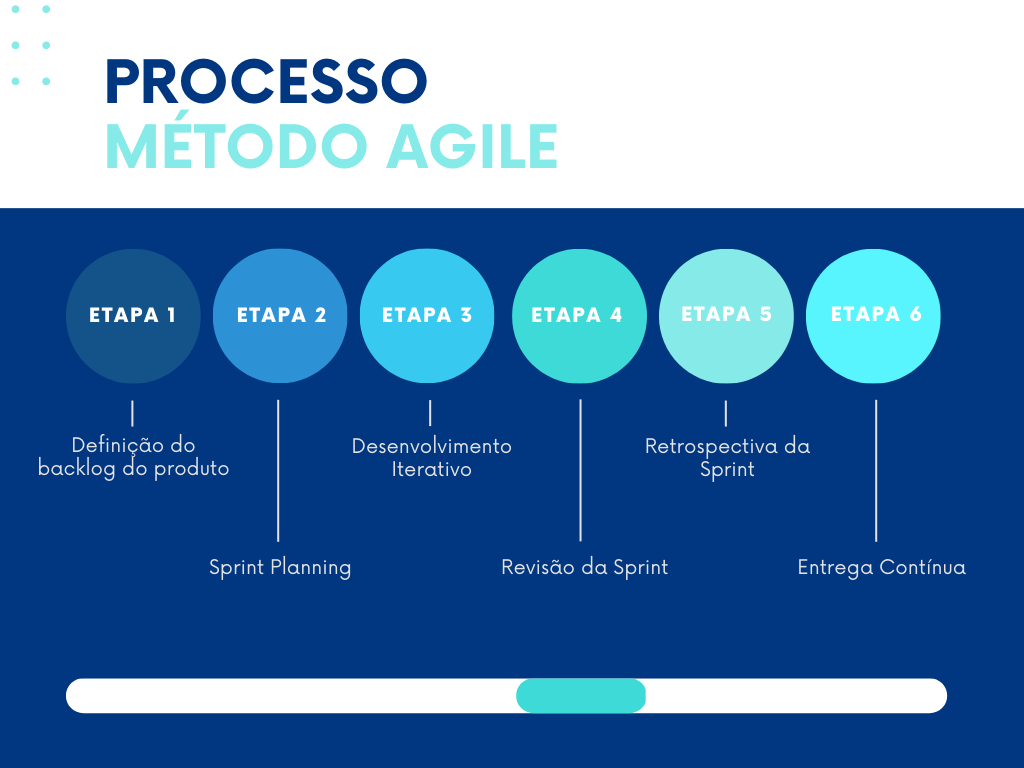 PROCESSO
MÉTODO AGILE
ETAPA 1
ETAPA 2
ETAPA 3
ETAPA 4
ETAPA 5
ETAPA 6
Definição do
backlog do produto
Sprint Planning
Desenvolvimento
Iterativo
Revisão da Sprint
Retrospectiva da
Sprint
Entrega Contínua